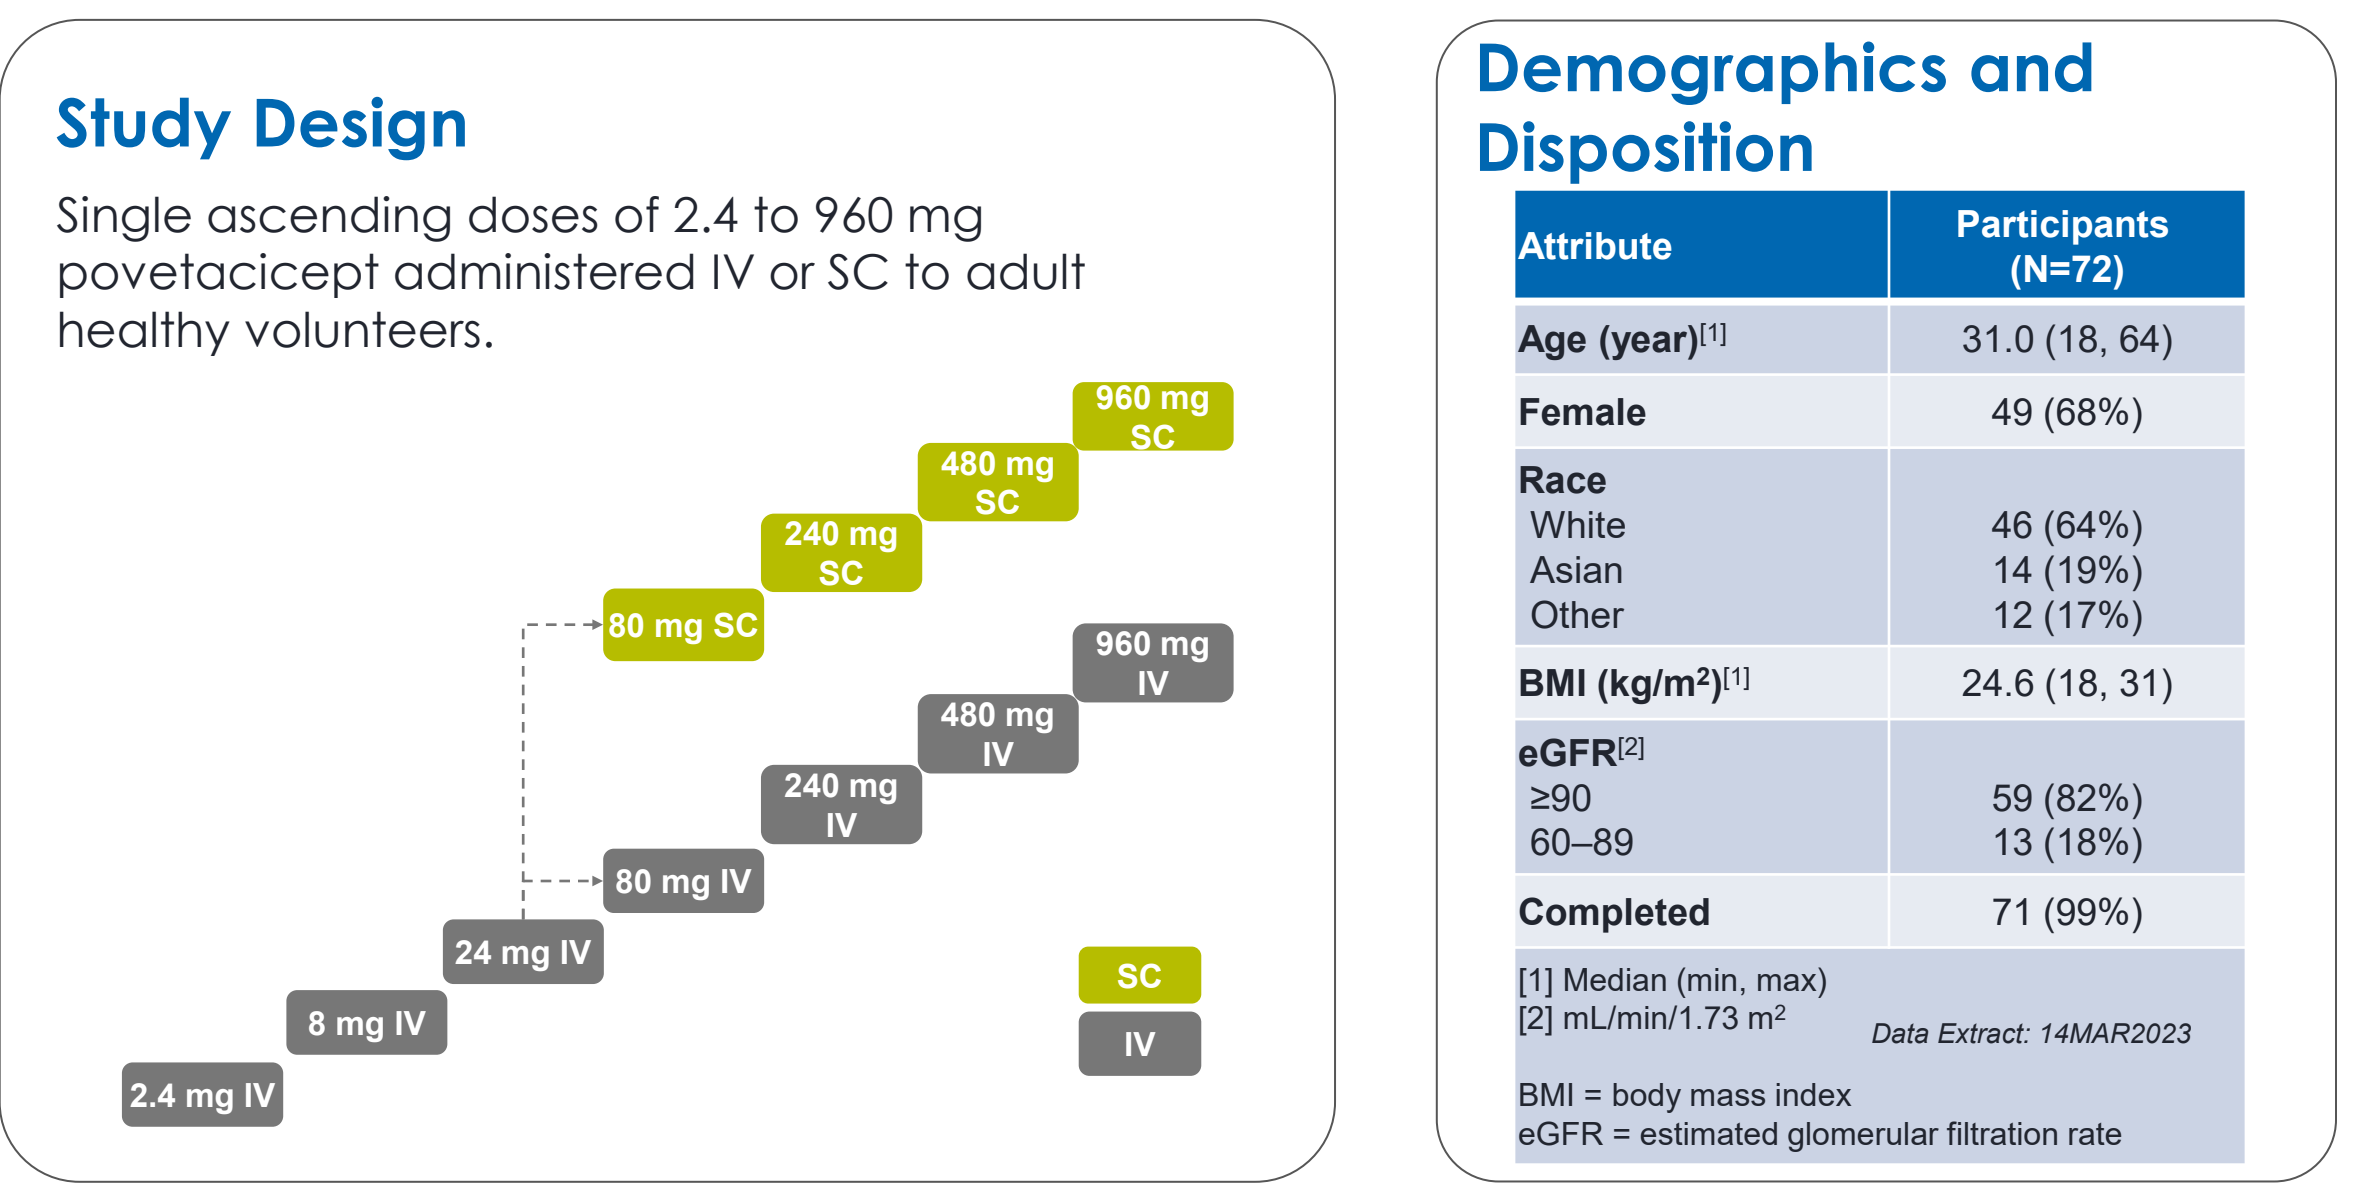 Study Design
Single ascending doses of 2.4 to 960 mg
povetacicept administered IV or SC to adult
healthy volunteers.
960 mg
SC
480 mg
SC
240 mg
SC
80 mg SC
960 mg
IV
480 mg
IV
240 mg
IV
80 mg IV
24 mg IV
8 mg IV
2.4 mg IV
SC
IV
Demographics and
Disposition
Attribute
Participants
(N=72)
Age (year)[1] 31.0 (18, 64)
Female 49 (68%)
Race
White 46 (64%)
Asian 14 (19%)
Other 12 (17%)
BMI (kg/m²)[1] 24.6 (18, 31)
eGFR[2]
≥90 59 (82%)
60–89 13 (18%)
Completed 71 (99%)
[1] Median (min, max)
[2] mL/min/1.73 m²
Data Extract: 14MAR2023
BMI = body mass index
eGFR = estimated glomerular filtration rate